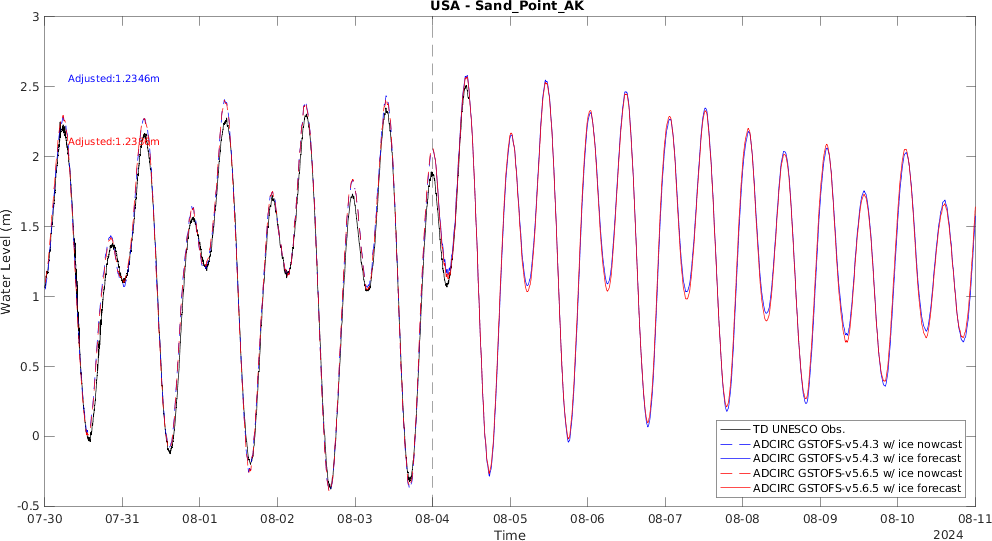 USA - Sand_Point_AK
3
2.5
2
1.5
1
0.5
0
-0.5
Water Level (m)
Adjusted:1.2346m
TD UNESCO Obs.
ADCIRC GSTOFS-v5.4.3 w/ ice nowcast
ADCIRC GSTOFS-v5.4.3 w/ ice forecast
ADCIRC GSTOFS-v5.6.5 w/ ice nowcast
ADCIRC GSTOFS-v5.6.5 w/ ice forecast
07-30 07-31 08-01 08-02 08-03 08-04 08-05 08-06 08-07 08-08 08-09 08-10 08-11
Time
2024